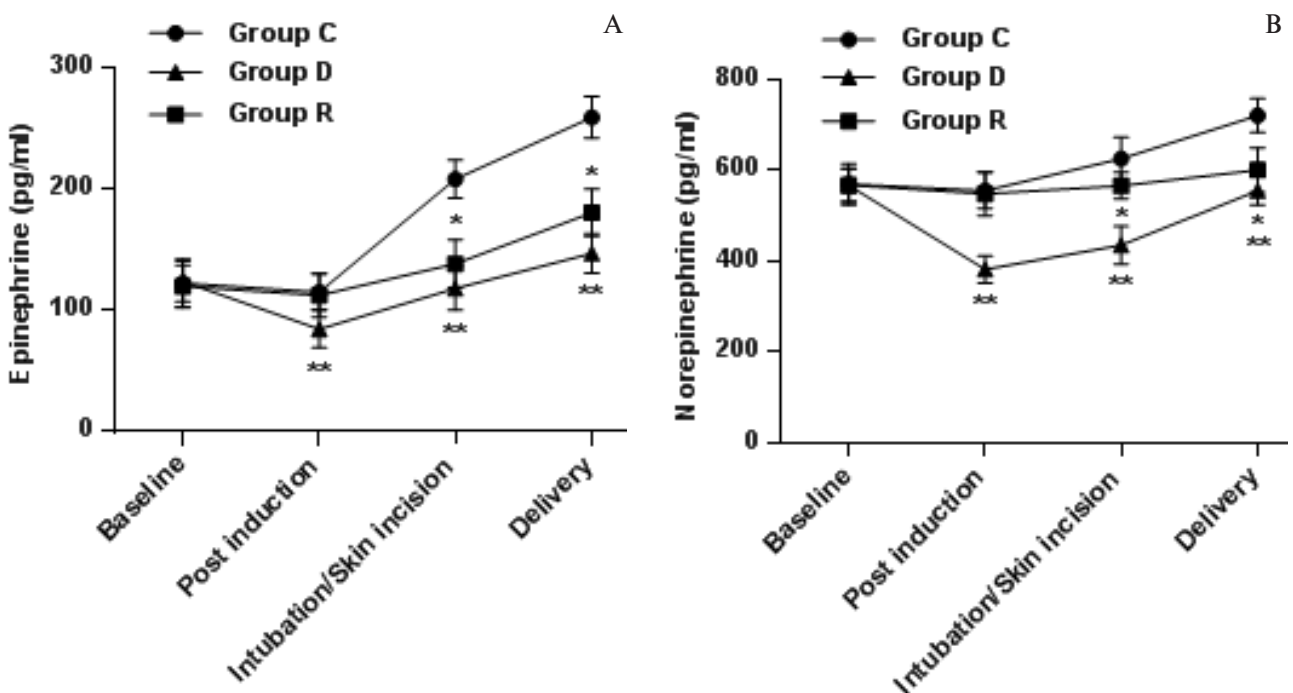 A
Group C
Group D
Group R
Epinephrine (pg/ml)
300
200
100
0
*
*
**
**
**
Baseline
Post induction
Intubation/Skin incision
Delivery
B
Group C
Group D
Group R
Norepinephrine (pg/ml)
800
600
400
200
0
*
*
**
**
**
Baseline
Post induction
Intubation/Skin incision
Delivery